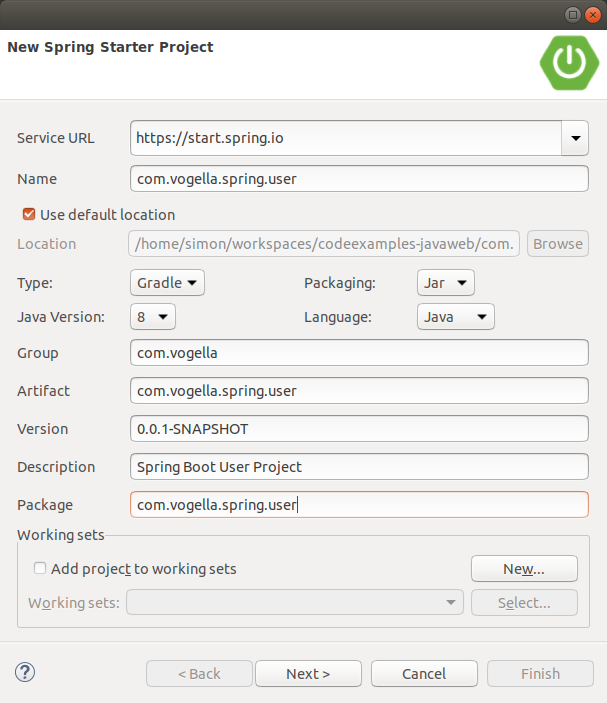 New Spring Starter Project
Service URL https://start.spring.io
Name com.vogella.spring.user
Use default location
Location /home/simon/workspaces/codeexamples-javaweb/com. Browse
Type: Gradle Packaging: Jar
Java Version: 8 Language: Java
Group com.vogella
Artifact com.vogella.spring.user
Version 0.0.1-SNAPSHOT
Description Spring Boot User Project
Package com.vogella.spring.user
Working sets
Add project to working sets New...
Working sets: Select...
? < Back Next > Cancel Finish